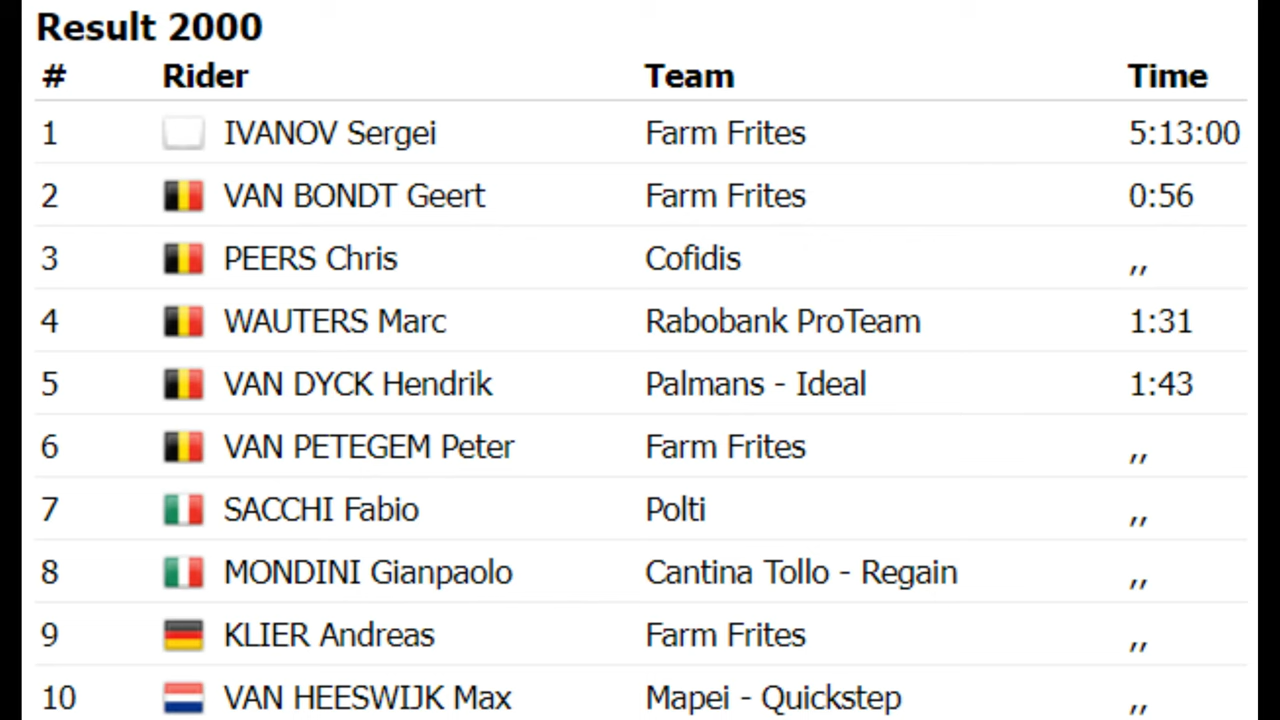 Result 2000
# Rider Team Time
1 IVANOV Sergei Farm Frites 5:13:00
2 VAN BONDT Geert Farm Frites 0:56
3 PEERS Chris Cofidis ,,
4 WAUTERS Marc Rabobank ProTeam 1:31
5 VAN DYCK Hendrik Palmans - Ideal 1:43
6 VAN PETEGEM Peter Farm Frites ,,
7 SACCHI Fabio Polti ,,
8 MONDINI Gianpaolo Cantina Tollo - Regain ,,
9 KLIER Andreas Farm Frites ,,
10 VAN HEESWIJK Max Mapei - Quickstep ,,